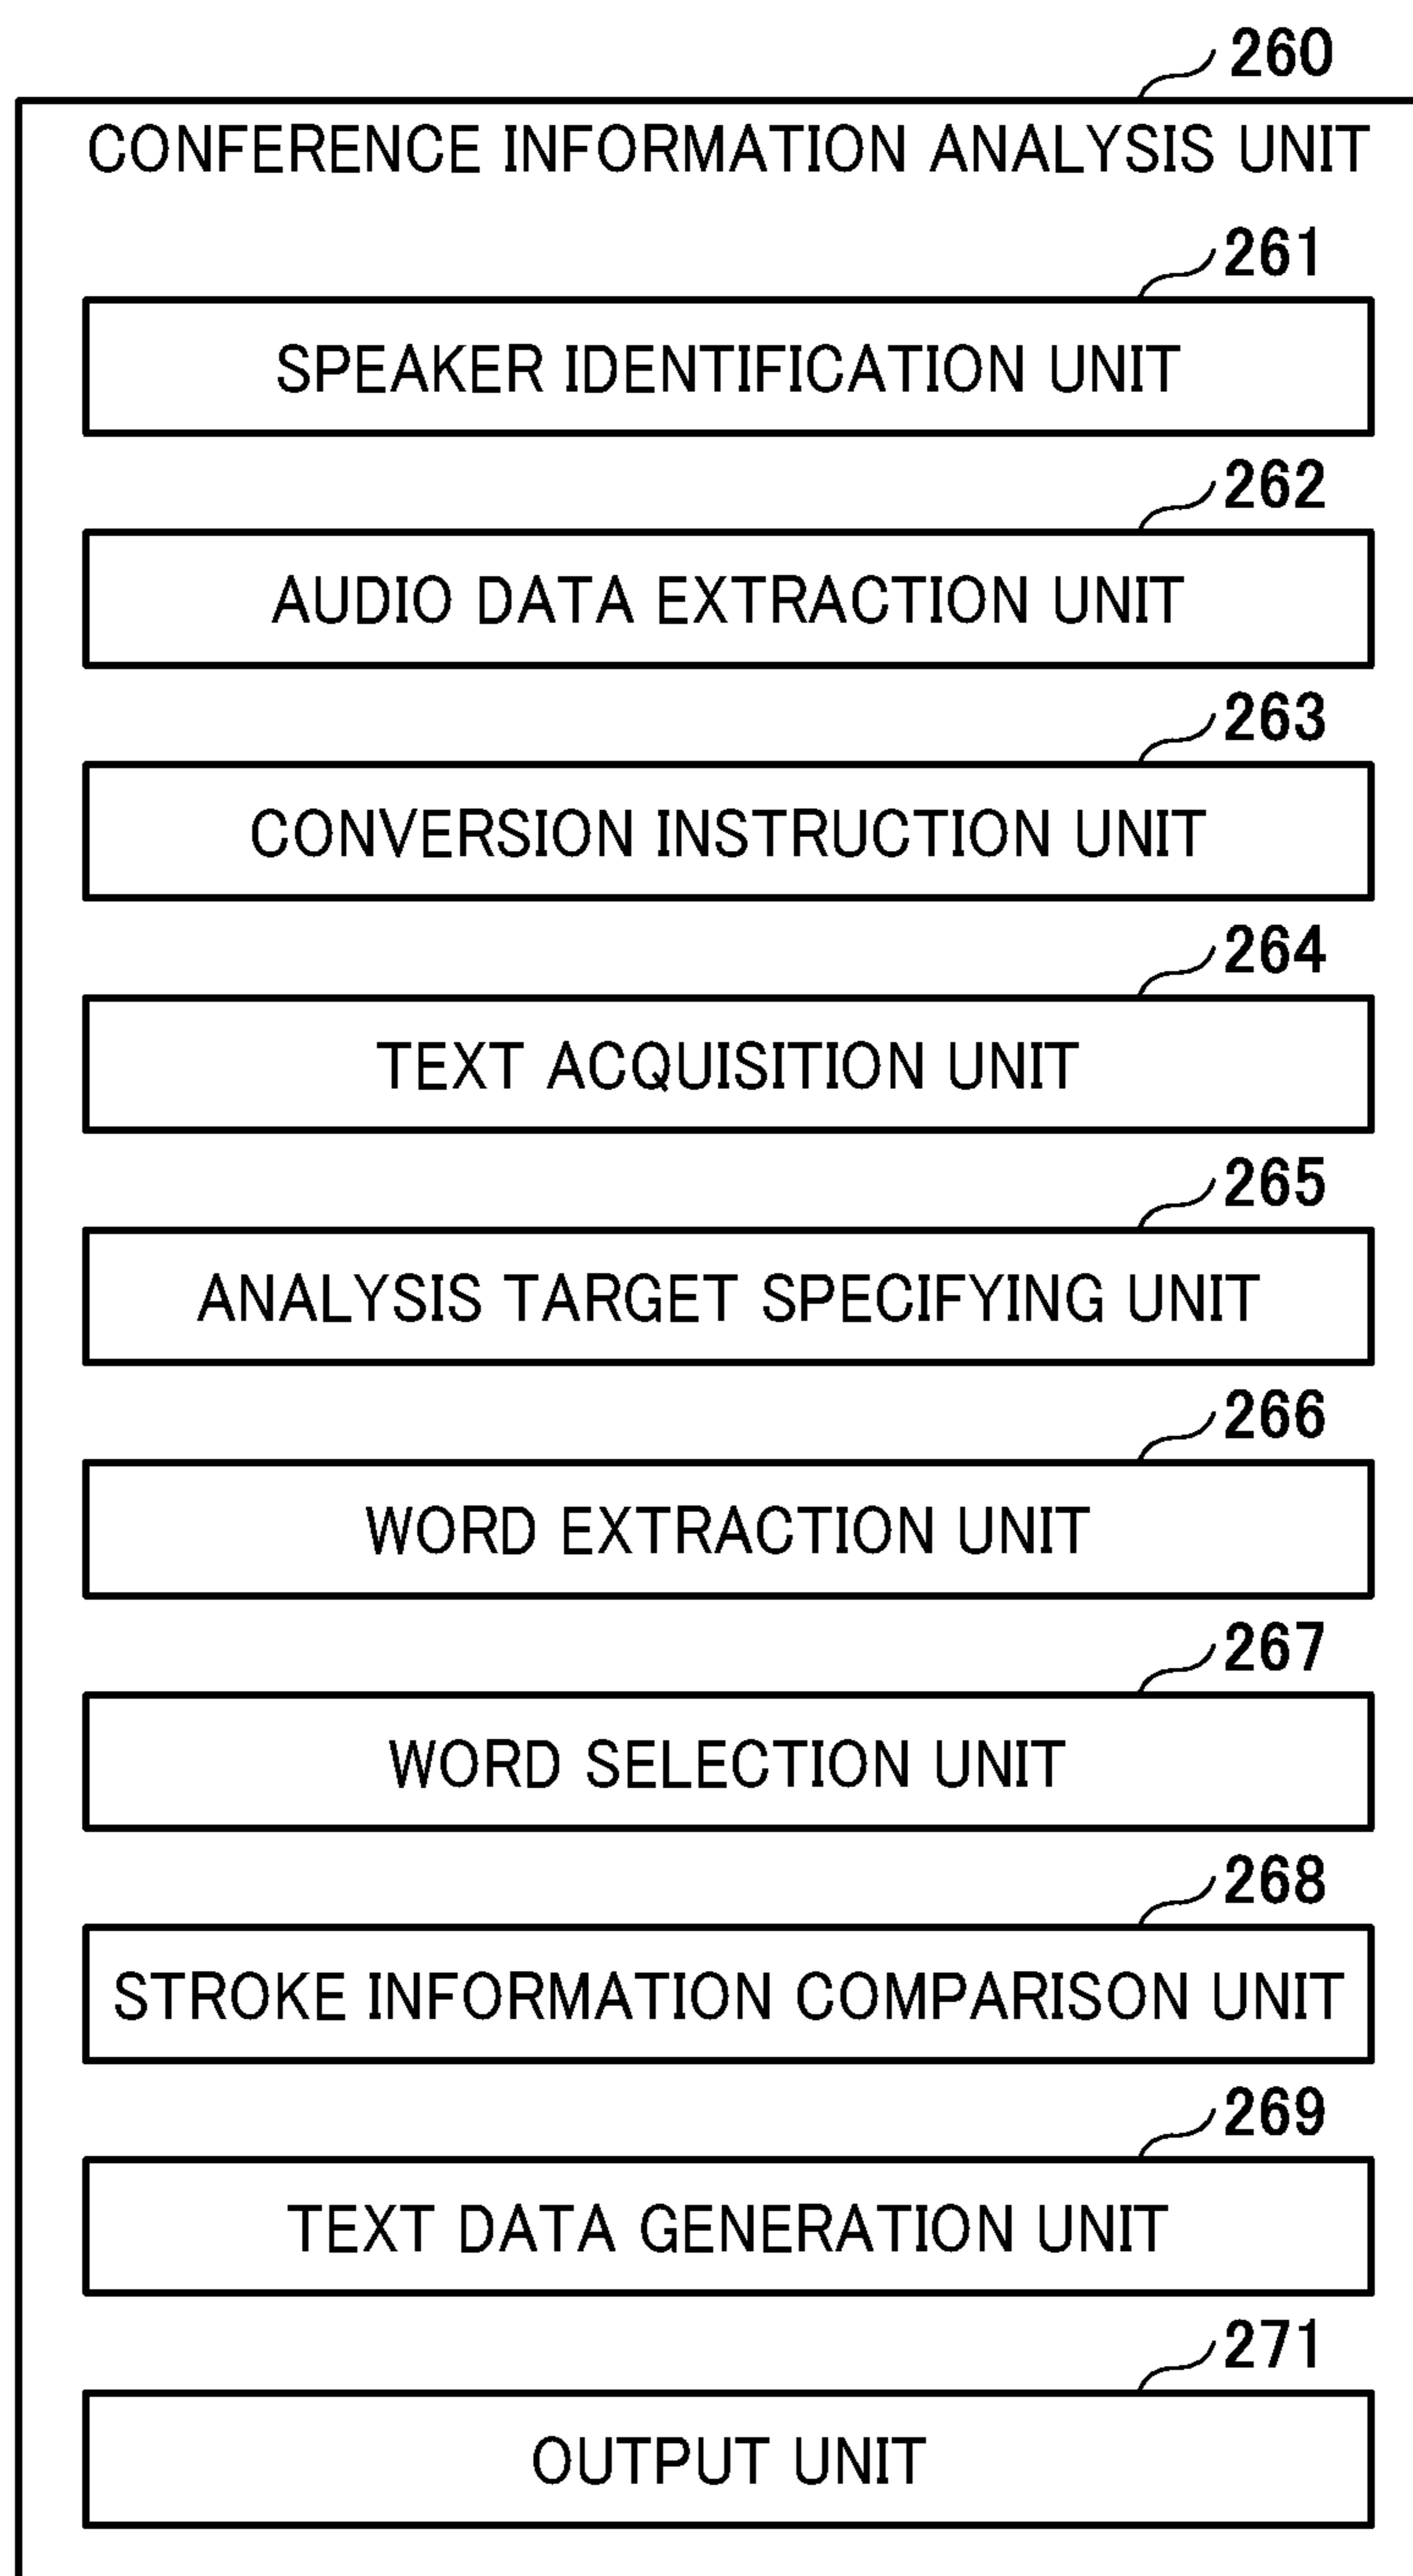 260
CONFERENCE INFORMATION ANALYSIS UNIT
261
SPEAKER IDENTIFICATION UNIT
262
AUDIO DATA EXTRACTION UNIT
263
CONVERSION INSTRUCTION UNIT
264
TEXT ACQUISITION UNIT
265
ANALYSIS TARGET SPECIFYING UNIT
266
WORD EXTRACTION UNIT
267
WORD SELECTION UNIT
268
STROKE INFORMATION COMPARISON UNIT
269
TEXT DATA GENERATION UNIT
271
OUTPUT UNIT